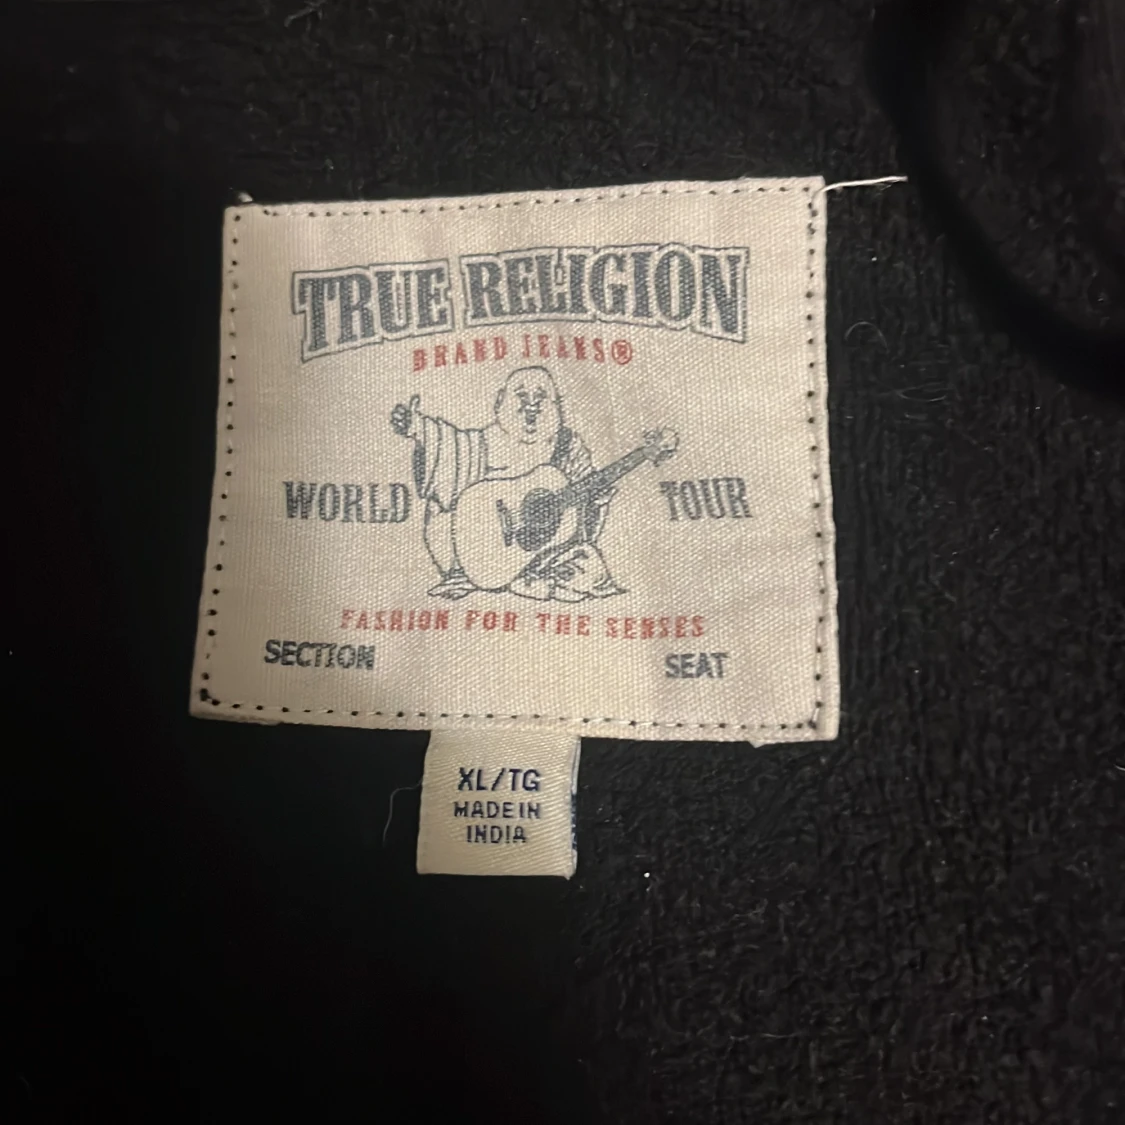 TRUE RELIGION
BRAND JEANS®
WORLD TOUR
FASHION FOR THE SENSES
SECTION SEAT
XL/TG
MADE IN
INDIA